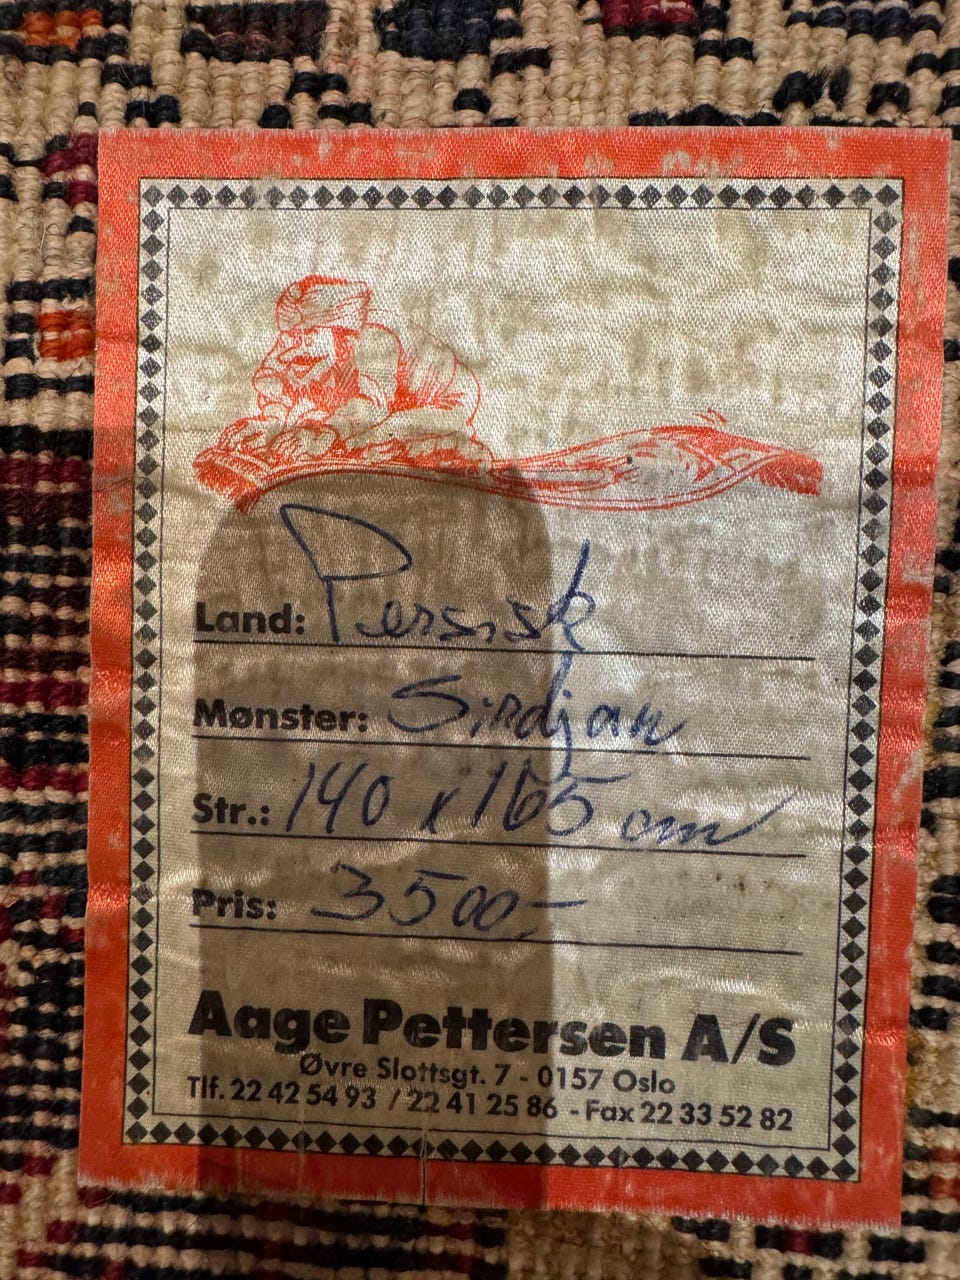 Land: Persisk
Mønster: Sirdjan
Str.: 140 x 165 cm
Pris: 3500,-
Aage Pettersen A/S
Øvre Slottsgt. 7 - 0157 Oslo
Tlf. 22 42 54 93 / 22 41 25 86 - Fax 22 33 52 82